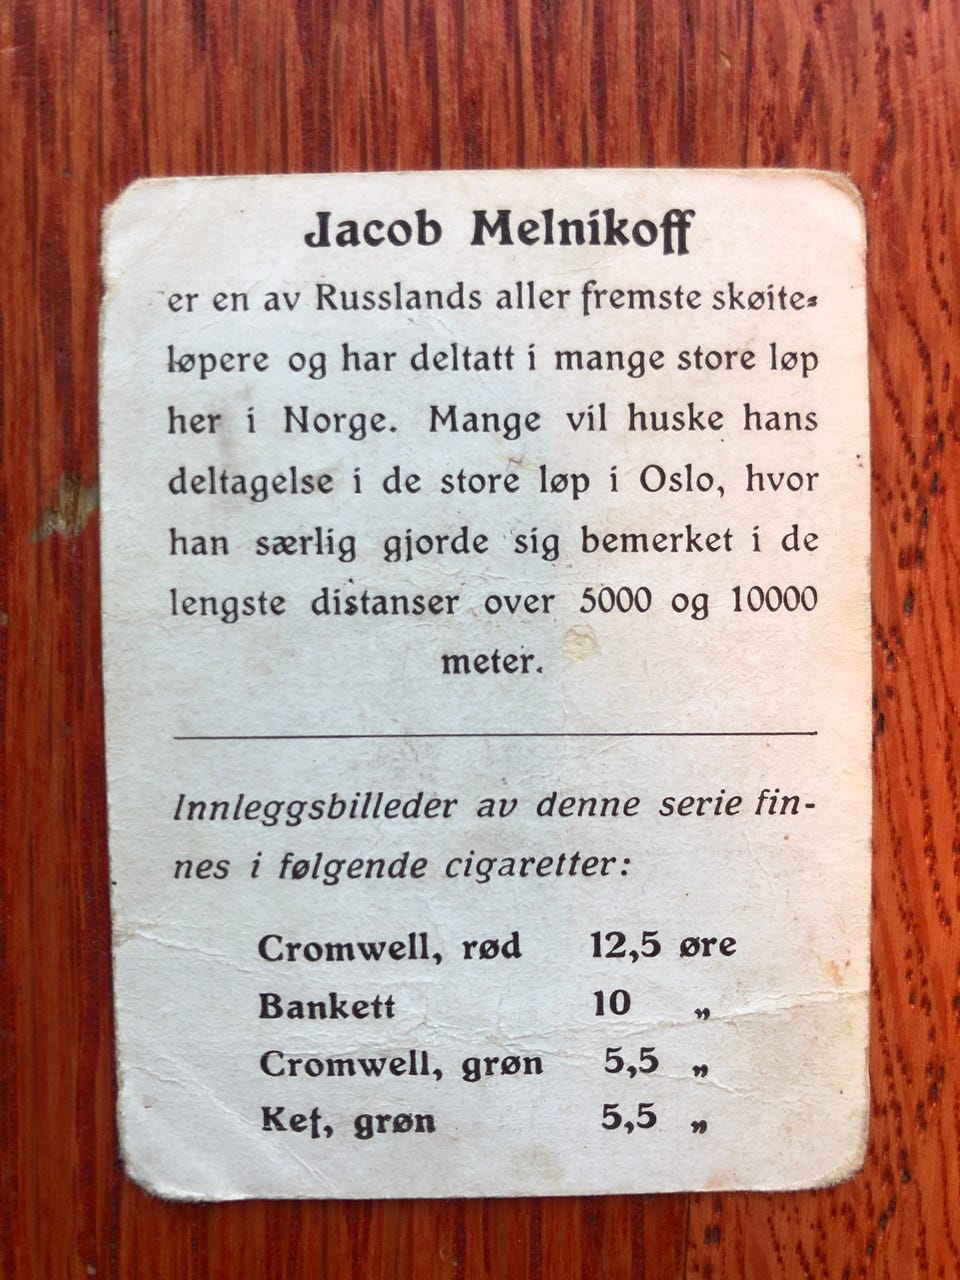 Jacob Melnikoff
er en av Russlands aller fremste skøite-
løpere og har deltatt i mange store løp
her i Norge. Mange vil huske hans
deltagelse i de store løp i Oslo, hvor
han særlig gjorde sig bemerket i de
lengste distanser over 5000 og 10000
meter.
Innleggsbilleder av denne serie fin-
nes i følgende cigaretter:
Cromwell, rød 12,5 øre
Bankett 10 „
Cromwell, grøn 5,5 „
Kef, grøn 5,5 „